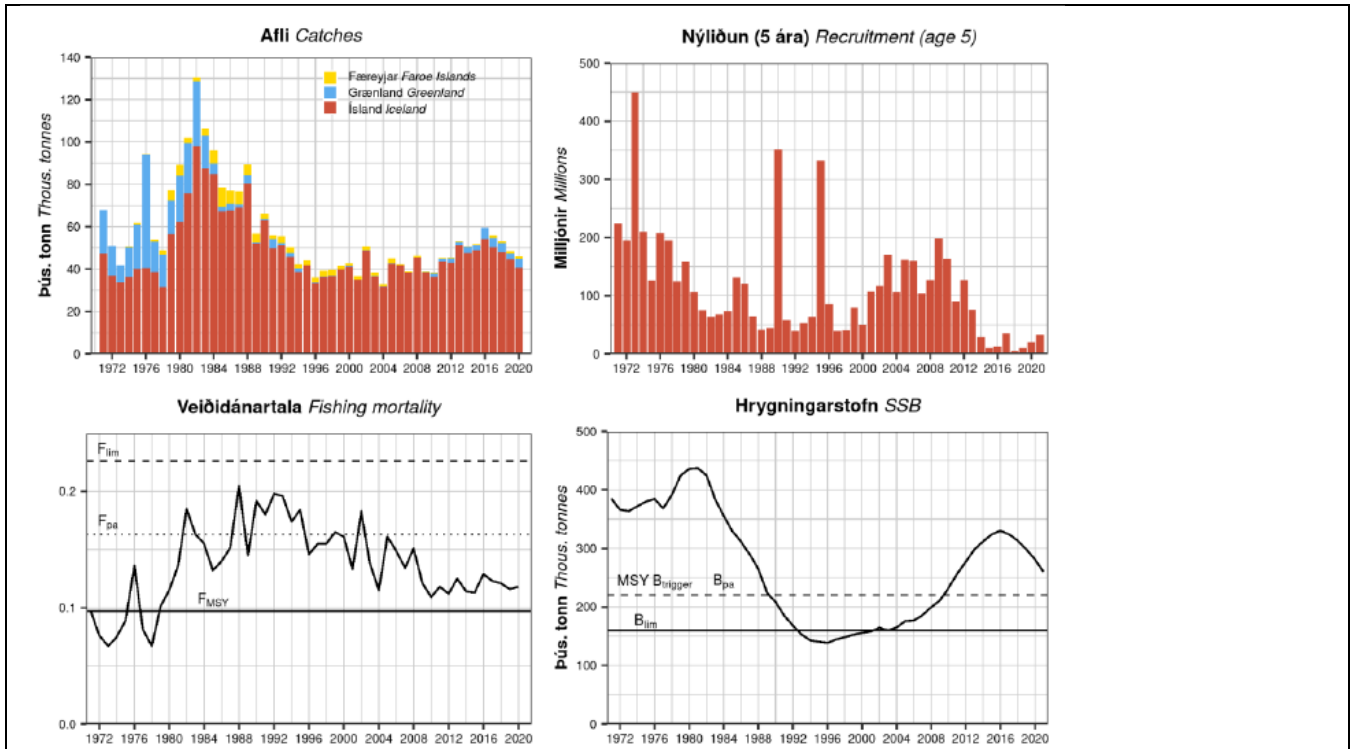 Afli Catches
Þús. tonn Thous. tonnes
140
120
100
80
60
40
20
0
Færeyjar Faroe Islands
Grænland Greenland
Ísland Iceland
1972 1976 1980 1984 1988 1992 1996 2000 2004 2008 2012 2016 2020
Nýliðun (5 ára) Recruitment (age 5)
Milljónir Millions
500
400
300
200
100
0
1972 1976 1980 1984 1988 1992 1996 2000 2004 2008 2012 2016 2020
Veiðidánartala Fishing mortality
0.2
0.1
0.0
Flim
Fpa
FMSY
1972 1976 1980 1984 1988 1992 1996 2000 2004 2008 2012 2016 2020
Hrygningarstofn SSB
Þús. tonn Thous. tonnes
500
400
300
200
100
0
MSY Btrigger Bpa
Blim
1972 1976 1980 1984 1988 1992 1996 2000 2004 2008 2012 2016 2020